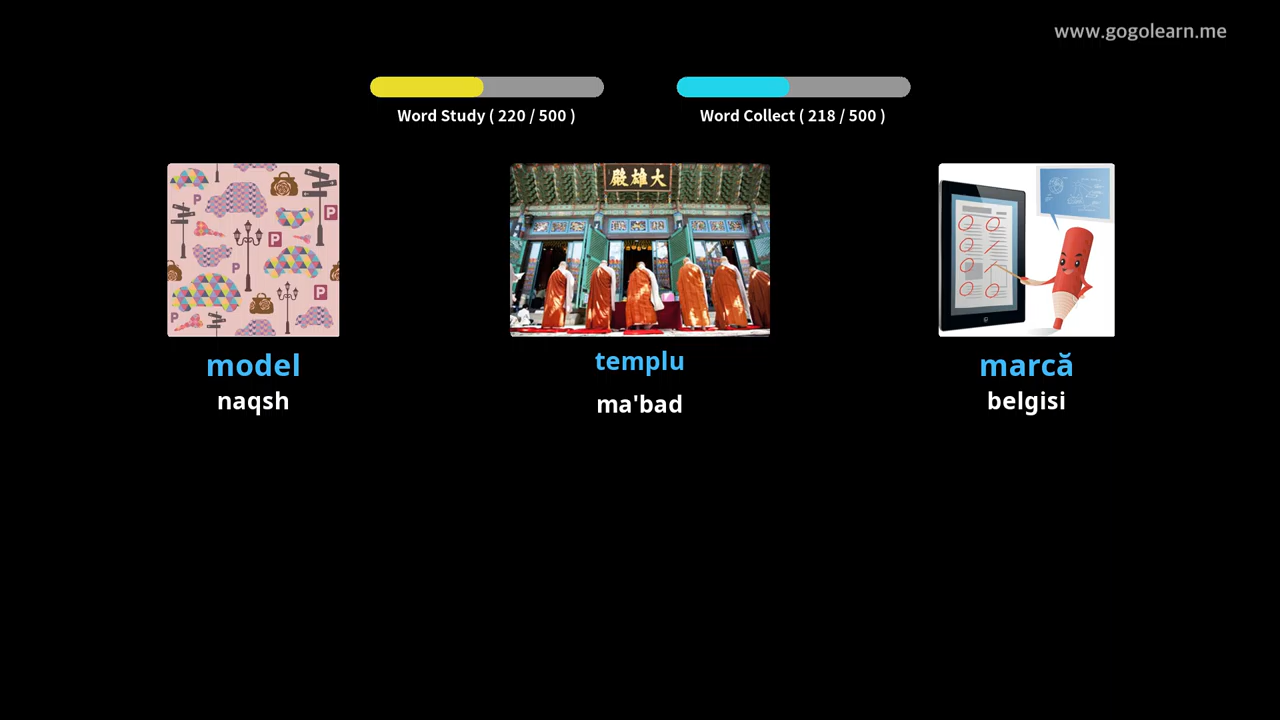 www.gogolearn.me
Word Study ( 220 / 500 )
Word Collect ( 218 / 500 )
殿雄大
P
P
P
P
P
P
model
templu
marcă
naqsh
ma'bad
belgisi